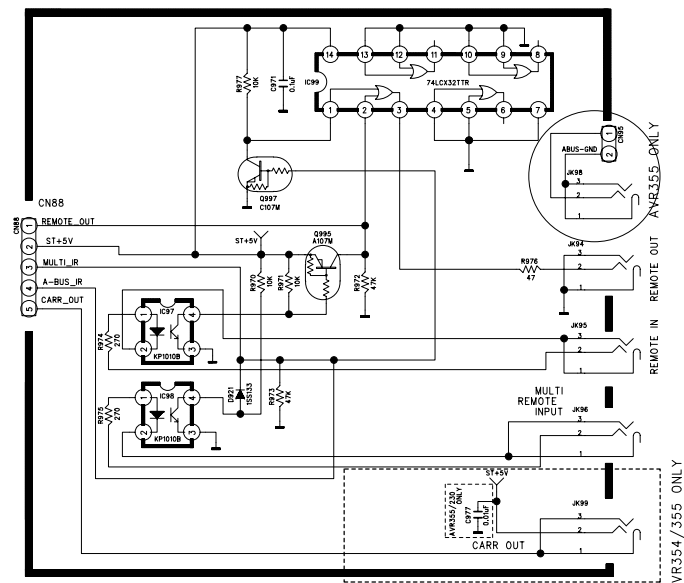 14 13 12 11 10 9 8
IC99 74LCX32TTR
1 2 3 4 5 6 7
R977 10K
C971 0.1uF
Q997 C107M
CN95
1
2
ABUS-GND
JK98
3
2
1
AVR355 ONLY
CN88
CN88
1 REMOTE_OUT
2 ST+5V
3 MULTI_IR
4 A-BUS_IR
5 CARR_OUT
ST+5V
Q995 A107M
R970 10K
R971 10K
R972 47K
R976 47
JK94
3
2
1
REMOTE OUT
IC97
1 4
2 3
KP1010B
R974 270
JK95
3
2
1
REMOTE IN
D921 1SS133
R973 47K
IC98
1 4
2 3
KP1010B
R975 270
MULTI
REMOTE
INPUT
JK96
3
2
1
ST+5V
AVR355/230 ONLY
C977 0.01uF
CARR OUT
JK99
3
2
1
VR354/355 ONLY